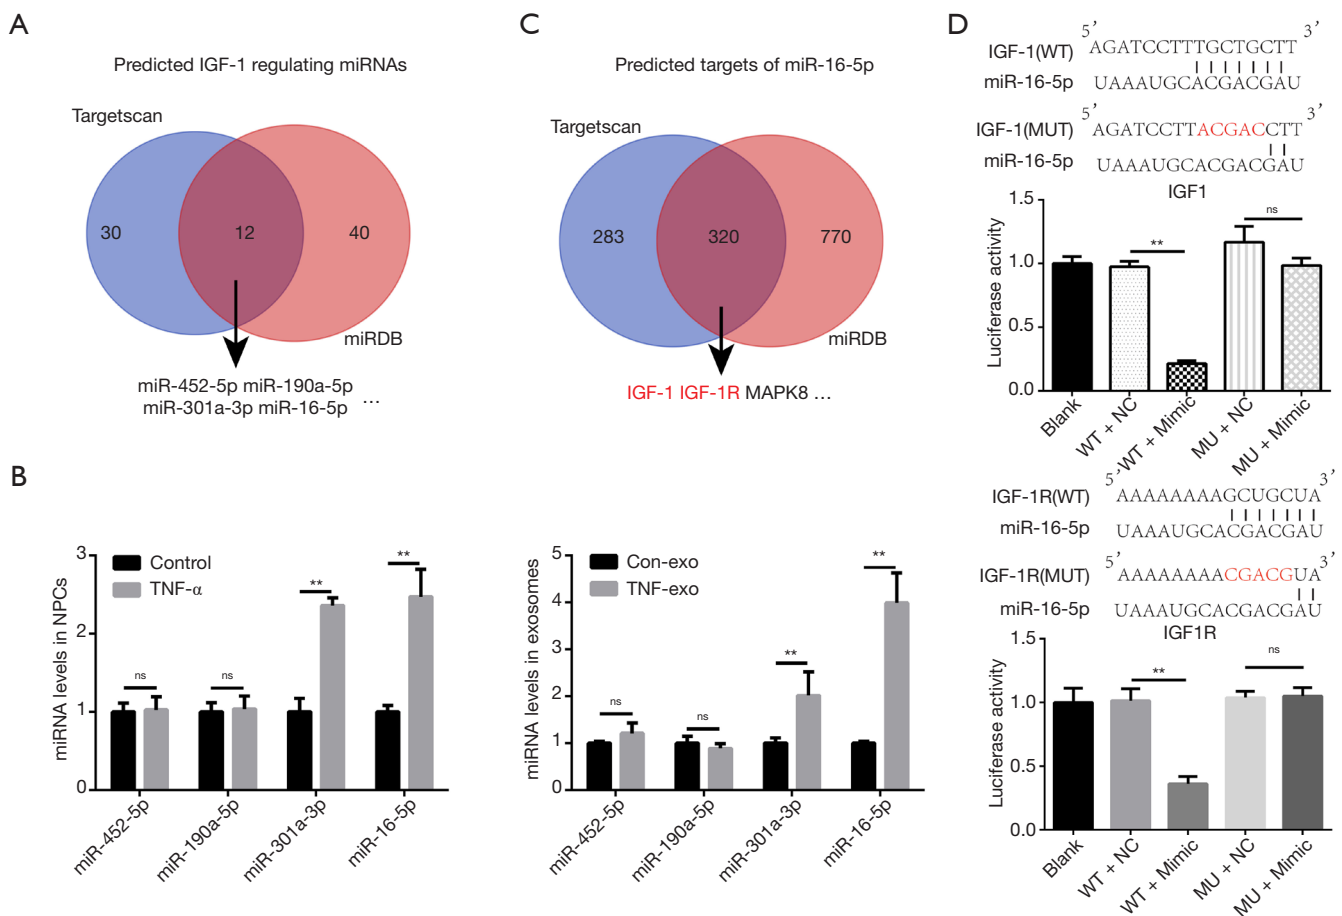 A
Predicted IGF-1 regulating miRNAs
Targetscan
30
12
40
miRDB
miR-452-5p miR-190a-5p
miR-301a-3p miR-16-5p ...
C
Predicted targets of miR-16-5p
Targetscan
283
320
770
miRDB
IGF-1 IGF-1R MAPK8 ...
B
miRNA levels in NPCs
3
2
1
0
Control
TNF-α
ns
ns
**
**
miR-452-5p
miR-190a-5p
miR-301a-3p
miR-16-5p
miRNA levels in exosomes
5
4
3
2
1
0
Con-exo
TNF-exo
ns
ns
**
**
miR-452-5p
miR-190a-5p
miR-301a-3p
miR-16-5p
D
5’ 3’
IGF-1(WT) AGATCCTTTGCTGCTT
miR-16-5p UAAAUGCACGACGAU
5’ 3’
IGF-1(MUT) AGATCCTTACGACCTT
miR-16-5p UAAAUGCACGACGAU
IGF1
Luciferase activity
1.5
1.0
0.5
0.0
**
ns
Blank
WT + NC
WT + Mimic
MU + NC
MU + Mimic
5’ 3’
IGF-1R(WT) AAAAAAAAGCUGCUA
miR-16-5p UAAAUGCACGACGAU
5’ 3’
IGF-1R(MUT) AAAAAAAACGACGUA
miR-16-5p UAAAUGCACGACGAU
IGF1R
Luciferase activity
1.5
1.0
0.5
0.0
**
ns
Blank
WT + NC
WT + Mimic
MU + NC
MU + Mimic